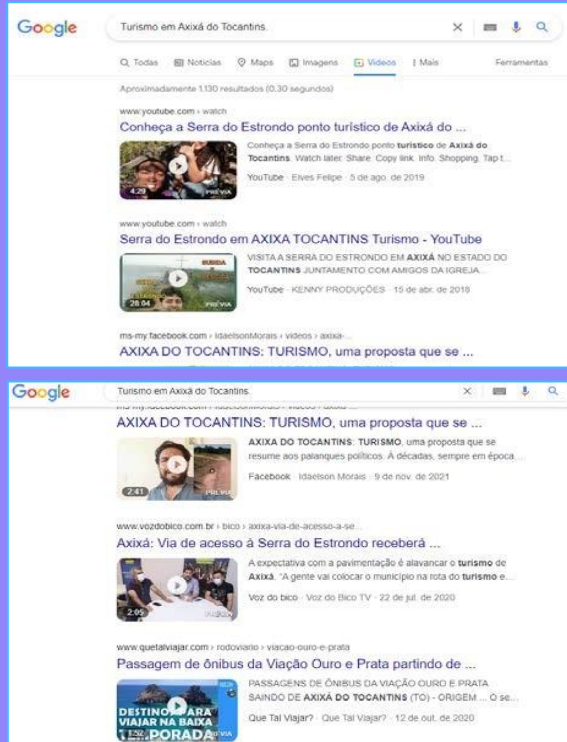 Google
Turismo em Axixá do Tocantins.
Todas Notícias Maps Imagens Vídeos Mais Ferramentas
Aproximadamente 1.130 resultados (0,30 segundos)
www.youtube.com › watch
Conheça a Serra do Estrondo ponto turístico de Axixá do ...
Conheça a Serra do Estrondo ponto turístico de Axixá do
Tocantins. Watch later. Share. Copy link. Info. Shopping. Tap t...
4:29
PRÉVIA
YouTube · Elves Felipe · 5 de ago. de 2019
www.youtube.com › watch
Serra do Estrondo em AXIXA TOCANTINS Turismo - YouTube
VISITA A SERRA DO ESTRONDO EM AXIXÁ NO ESTADO DO
TOCANTINS JUNTAMENTO COM AMIGOS DA IGREJA...
28:04
PRÉVIA
YouTube · KENNY PRODUÇÕES · 15 de abr. de 2018
ms-my.facebook.com › IdaelsonMorais › videos › axixa-...
AXIXA DO TOCANTINS: TURISMO, uma proposta que se ...
Google
Turismo em Axixá do Tocantins.
AXIXA DO TOCANTINS: TURISMO, uma proposta que se ...
AXIXA DO TOCANTINS: TURISMO, uma proposta que se
resume aos palanques políticos. À décadas, sempre em época...
2:41
PRÉVIA
Facebook · Idaelson Morais · 9 de nov. de 2021
www.vozdobico.com.br › bico › axixa-via-de-acesso-a-se...
Axixá: Via de acesso á Serra do Estrondo receberá ...
A expectativa com a pavimentação é alavancar o turismo de
Axixá. "A gente vai colocar o município na rota do turismo e...
2:05
Voz do bico · Voz do Bico TV · 22 de jul. de 2020
www.quetalviajar.com › rodoviario › viacao-ouro-e-prata
Passagem de ônibus da Viação Ouro e Prata partindo de ...
PASSAGENS DE ÔNIBUS DA VIAÇÃO OURO E PRATA
SAINDO DE AXIXÁ DO TOCANTINS (TO) - ORIGEM ... O se...
DESTINOS PARA
VIAJAR NA BAIXA
TEMPORADA
Que Tal Viajar? · Que Tal Viajar? · 12 de out. de 2020